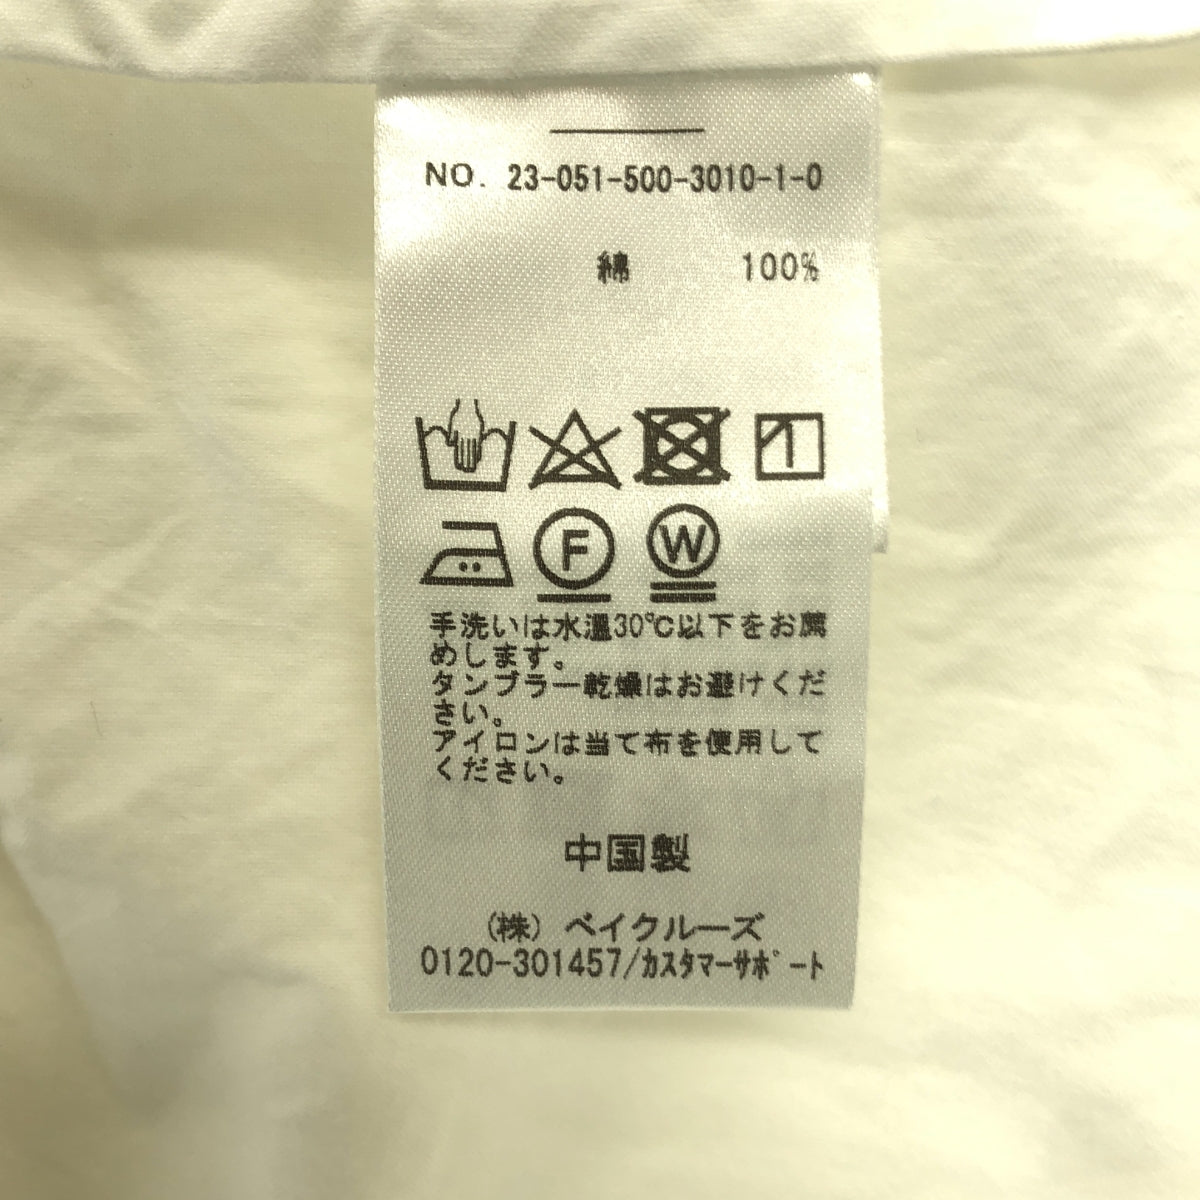 NO. 23-051-500-3010-1-0
綿 100%
F W
手洗いは水温30℃以下をお薦
めします。
タンブラー乾燥はお避けくだ
さい。
アイロンは当て布を使用して
ください。
中国製
(株) ベイクルーズ
0120-301457/ｶｽﾀﾏｰｻﾎﾟｰﾄ